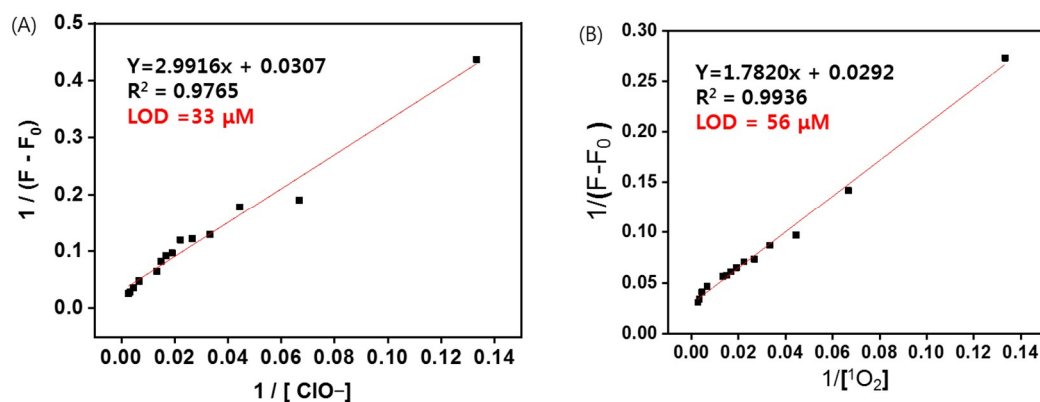 (A)
0.5
0.4
0.3
0.2
0.1
0.0
1 / (F - F₀)
Y=2.9916x + 0.0307
R² = 0.9765
LOD =33 μM
0.00 0.02 0.04 0.06 0.08 0.10 0.12 0.14
1 / [ ClO−]
(B)
0.30
0.25
0.20
0.15
0.10
0.05
0.00
1/(F-F₀ )
Y=1.7820x + 0.0292
R² = 0.9936
LOD = 56 μM
0.00 0.02 0.04 0.06 0.08 0.10 0.12 0.14
1/[¹O₂]